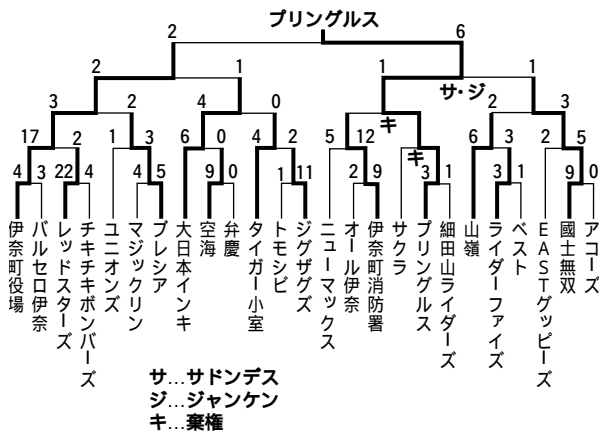 プリングルス
2 6
2 1 1 1
サ・ジ
3 2 4 0 キ 2 3
17 2 1 3 6 0 4 2 5 12 キ 6 3 2 5
4 3 22 4 4 5 9 0 1 11 2 9 3 1 3 1 9 0
伊奈町役場
バルセロ伊奈
レッドスターズ
チキチキボンバーズ
ユニオンズ
マジックリン
ブレシア
大日本インキ
空海
弁慶
タイガー小室
トモシビ
ジグザグズ
ニューマックス
オール伊奈
伊奈町消防署
サクラ
プリングルス
細田山ライダーズ
山嶺
ライダーファイズ
ベスト
EASTグッピーズ
國士無双
アコーズ
サ…サドンデス
ジ…ジャンケン
キ…棄権